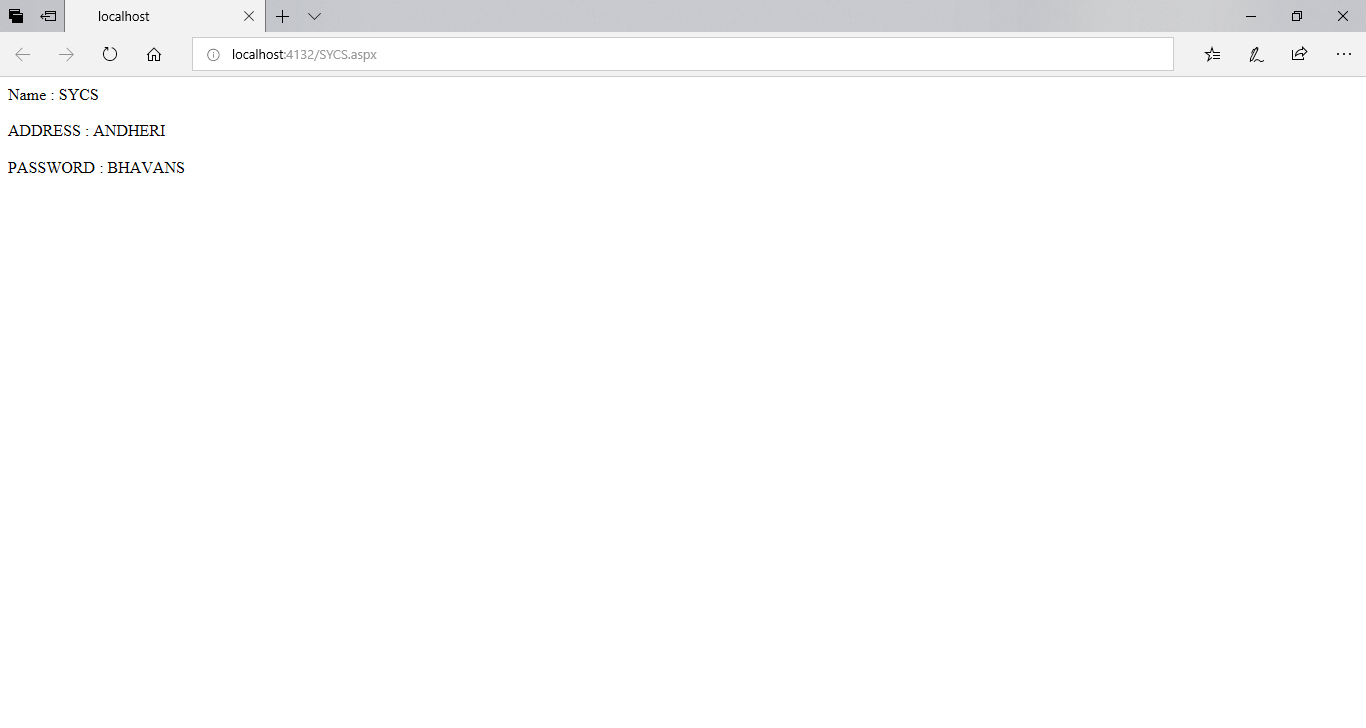 localhost
localhost:4132/SYCS.aspx
Name : SYCS
ADDRESS : ANDHERI
PASSWORD : BHAVANS